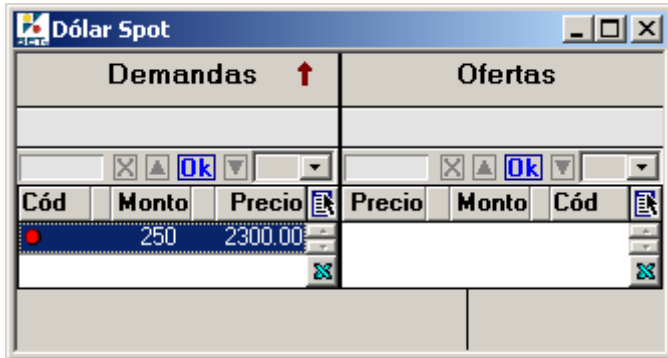 Dólar Spot
Demandas Ofertas
Ok Ok
Cód Monto Precio Precio Monto Cód
250 2300.00